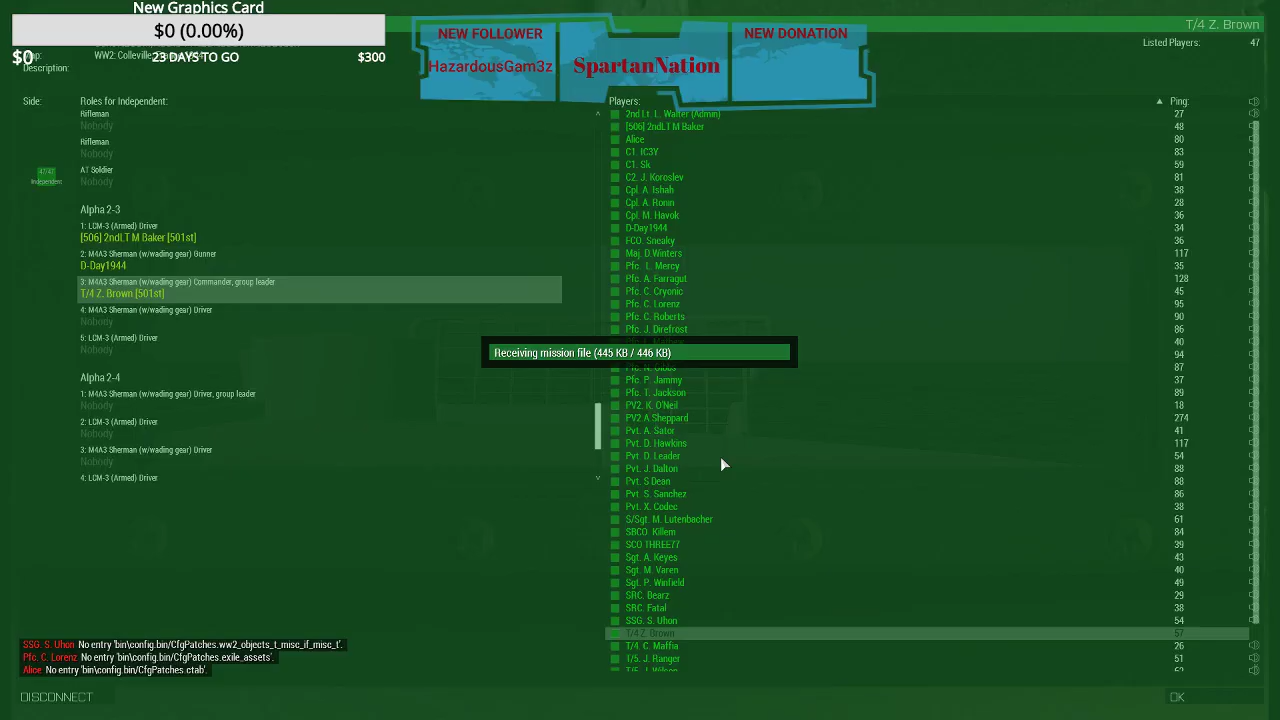 New Graphics Card
$0 (0.00%)
$0
23 DAYS TO GO
$300
WW2: Colleville,
Description:
NEW FOLLOWER
HazardousGam3z
SpartanNation
NEW DONATION
T/4 Z. Brown
Listed Players: 47
Side:
Roles for Independent:
47/47
Independent
Rifleman
Nobody
Rifleman
Nobody
AT Soldier
Nobody
Alpha 2-3
1: LCM-3 (Armed) Driver
[506] 2ndLT M Baker [501st]
2: M4A3 Sherman (w/wading gear) Gunner
D-Day1944
3: M4A3 Sherman (w/wading gear) Commander, group leader
T/4 Z. Brown [501st]
4: M4A3 Sherman (w/wading gear) Driver
Nobody
5: LCM-3 (Armed) Driver
Nobody
Alpha 2-4
1: M4A3 Sherman (w/wading gear) Driver, group leader
Nobody
2: LCM-3 (Armed) Driver
Nobody
3: M4A3 Sherman (w/wading gear) Driver
Nobody
4: LCM-3 (Armed) Driver
Players: Ping:
2nd Lt. L. Walter (Admin) 27
[506] 2ndLT M Baker 48
Alice 80
C1. IC3Y 83
C1. Sk 59
C2. J. Koroslev 81
Cpl. A. Ishah 38
Cpl. A. Ronin 28
Cpl. M. Havok 36
D-Day1944 34
FCO. Sneaky 36
Maj. D.Winters 117
Pfc. L. Mercy 35
Pfc. A. Farragut 128
Pfc. C. Cryonic 45
Pfc. C. Lorenz 95
Pfc. C. Roberts 90
Pfc. J. Direfrost 86
40
94
Receiving mission file (445 KB / 446 KB)
Pfc. N. Gibbs 87
Pfc. P. Jammy 37
Pfc. T. Jackson 89
PV2. K. O'Neil 18
PV2.A Sheppard 274
Pvt. A. Sator 41
Pvt. D. Hawkins 117
Pvt. D. Leader 54
Pvt. J. Dalton 88
Pvt. S Dean 88
Pvt. S. Sanchez 86
Pvt. X. Codec 38
S/Sgt. M. Lutenbacher 61
SBCO. Killem 84
SCO THREE77 39
Sgt. A. Keyes 43
Sgt. M. Varen 40
Sgt. P. Winfield 49
SRC. Bearz 29
SRC. Fatal 38
SSG. S. Uhon 54
T/4 Z. Brown 57
T/4. C. Maffia 26
T/5. J. Ranger 51
T/5. J. Wilson
SSG. S. Uhon No entry 'bin\config.bin/CfgPatches.ww2_objects_t_misc_if_misc_t'.
Pfc. C. Lorenz No entry 'bin\config.bin/CfgPatches.exile_assets'.
Alice No entry 'bin\config.bin/CfgPatches.ctab'.
DISCONNECT
OK